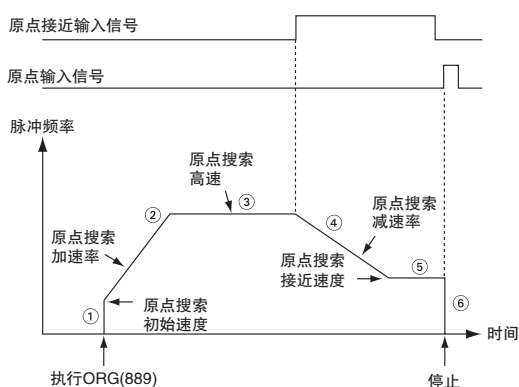 原点接近输入信号
原点输入信号
脉冲频率
原点搜索
高速
③
②
④
原点搜索
减速率
原点搜索
加速率
原点搜索
接近速度
⑤
①
原点搜索
初始速度
⑥
时间
执行ORG(889)
停止